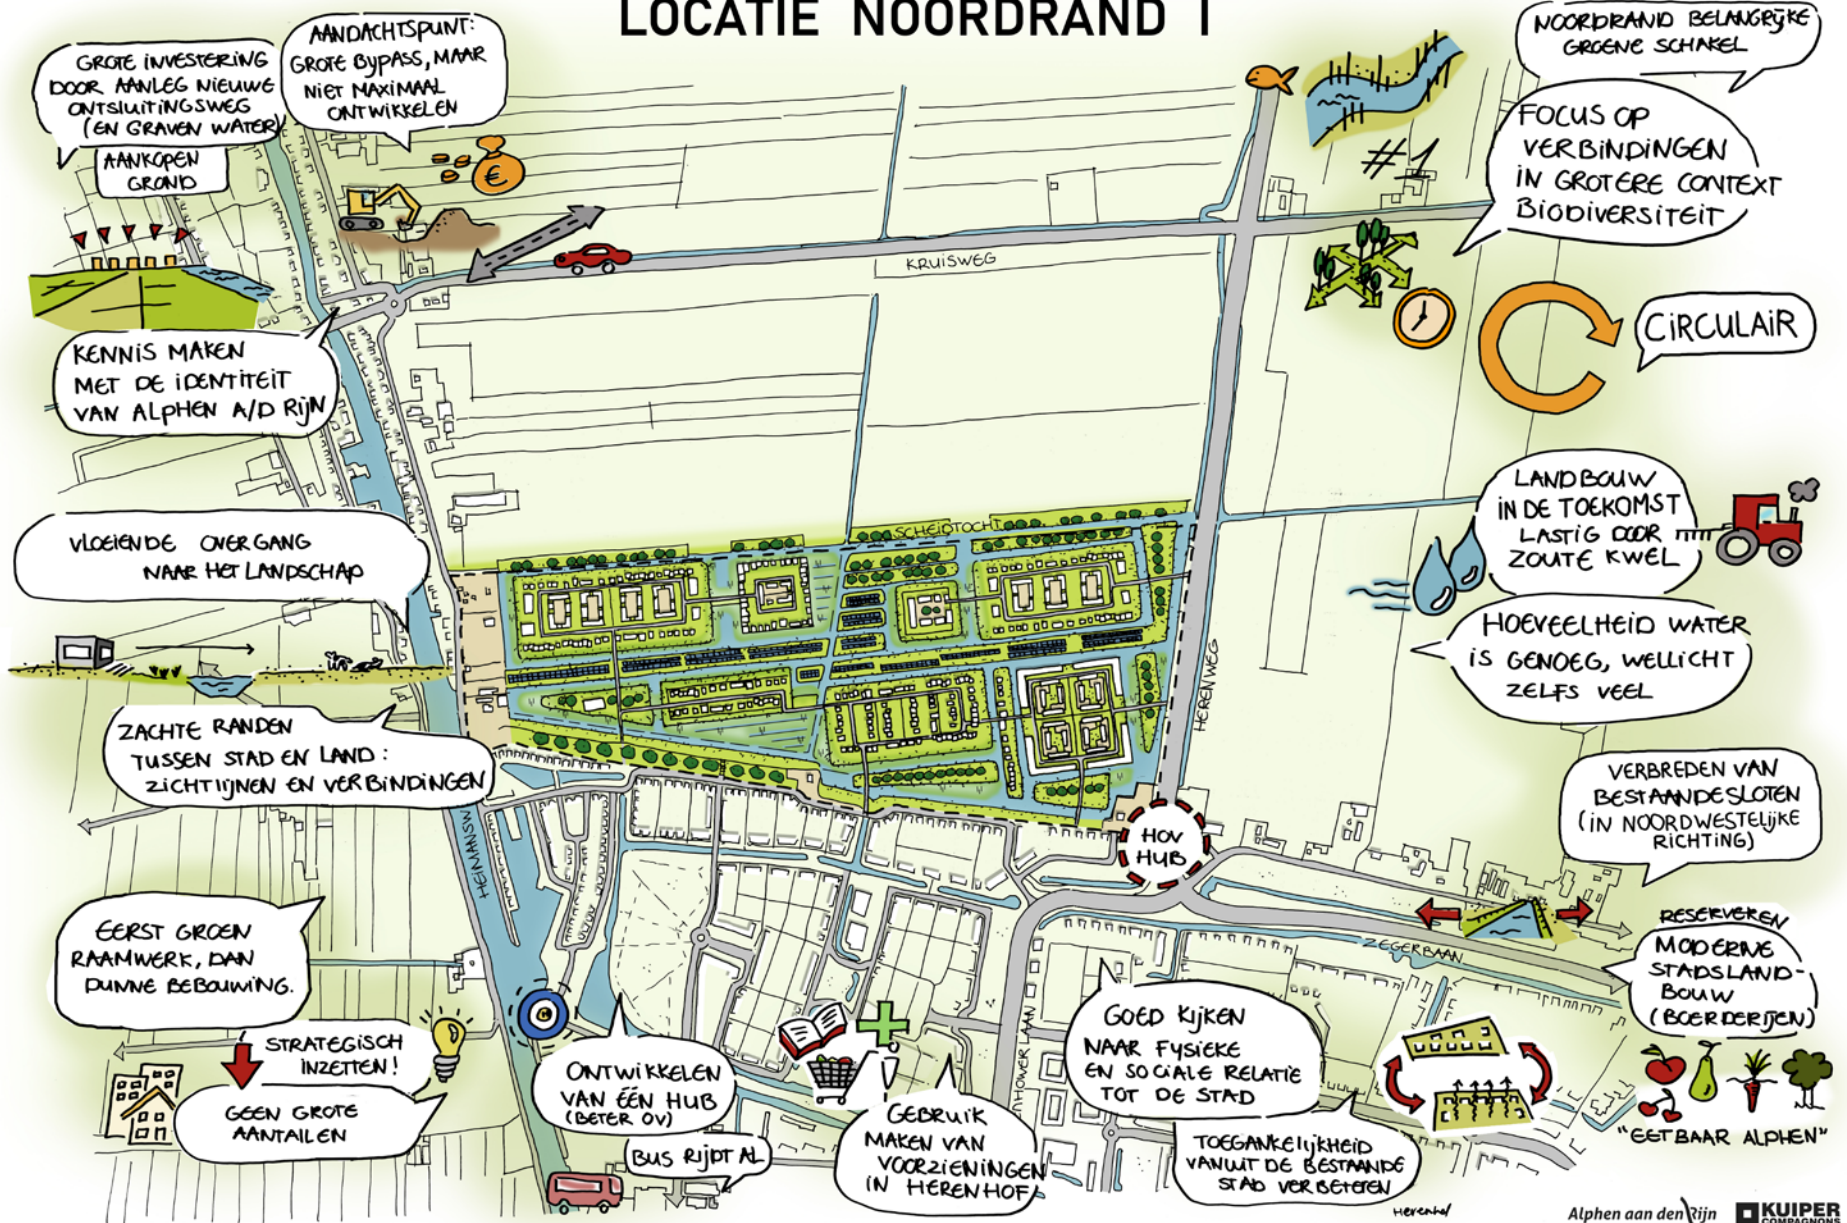 LOCATIE NOORDRAND I
GROTE INVESTERING
DOOR AANLEG NIEUWE
ONTSLUITINGSWEG
(EN GRAVEN WATER)
AANKOPEN
GROND
AANDACHTSPUNT:
GROTE BYPASS, MAAR
NIET MAXIMAAL
ONTWIKKELEN
€
NOORDRAND BELANGRIJKE
GROENE SCHAKEL
#1
FOCUS OP
VERBINDINGEN
IN GROTERE CONTEXT
BIODIVERSITEIT
KRUISWEG
CIRCULAIR
KENNIS MAKEN
MET DE IDENTITEIT
VAN ALPHEN A/D RIJN
LANDBOUW
IN DE TOEKOMST
LASTIG DOOR
ZOUTE KWEL
VLOEIENDE OVERGANG
NAAR HET LANDSCHAP
SCHEIDTOCHT
HOEVEELHEID WATER
IS GENOEG, WELLICHT
ZELFS VEEL
HERENWEG
ZACHTE RANDEN
TUSSEN STAD EN LAND:
ZICHTLIJNEN EN VERBINDINGEN
VERBREDEN VAN
BESTAANDE SLOTEN
(IN NOORDWESTELIJKE
RICHTING)
HOV
HUB
HEIMANSW
EERST GROEN
RAAMWERK, DAN
DUNNE BEBOUWING.
RESERVEREN
MODERNE
STADSLAND-
BOUW
(BOERDERIJEN)
ZEGERBAAN
STRATEGISCH
INZETTEN!
GEEN GROTE
AANTALLEN
ONTWIKKELEN
VAN ÉÉN HUB
(BETER OV)
BUS RIJDT AL
GEBRUIK
MAKEN VAN
VOORZIENINGEN
IN HERENHOF
NHOWERLAAN
GOED KIJKEN
NAAR FYSIEKE
EN SOCIALE RELATIE
TOT DE STAD
TOEGANKELIJKHEID
VANUIT DE BESTAANDE
STAD VERBETEREN
"EETBAAR ALPHEN"
Herenhof
Alphen aan den Rijn
KUIPER
COMPAGNONS